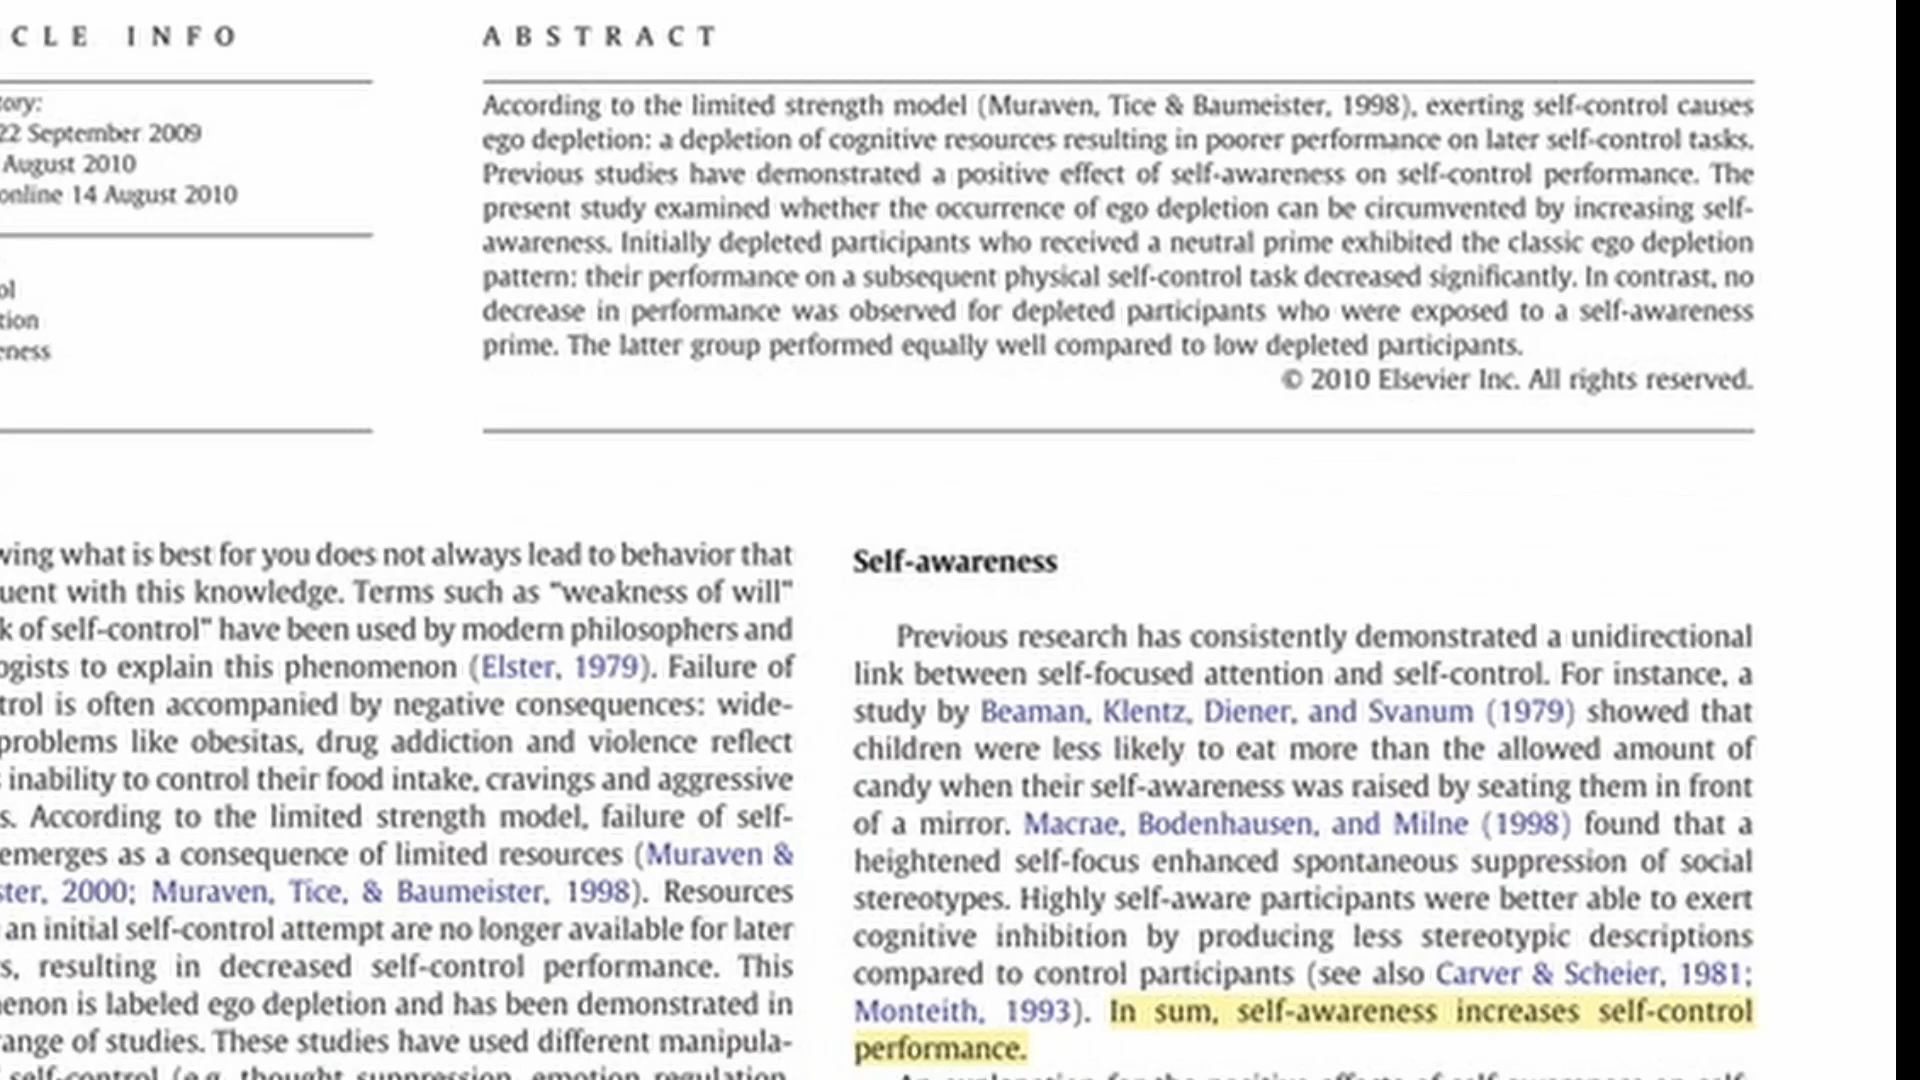 CLE INFO
tory:
22 September 2009
August 2010
online 14 August 2010
ol
tion
eness
ABSTRACT
According to the limited strength model (Muraven, Tice & Baumeister, 1998), exerting self-control causes
ego depletion: a depletion of cognitive resources resulting in poorer performance on later self-control tasks.
Previous studies have demonstrated a positive effect of self-awareness on self-control performance. The
present study examined whether the occurrence of ego depletion can be circumvented by increasing self-
awareness. Initially depleted participants who received a neutral prime exhibited the classic ego depletion
pattern: their performance on a subsequent physical self-control task decreased significantly. In contrast, no
decrease in performance was observed for depleted participants who were exposed to a self-awareness
prime. The latter group performed equally well compared to low depleted participants.
© 2010 Elsevier Inc. All rights reserved.
wing what is best for you does not always lead to behavior that
uent with this knowledge. Terms such as "weakness of will"
k of self-control" have been used by modern philosophers and
ogists to explain this phenomenon (Elster, 1979). Failure of
trol is often accompanied by negative consequences: wide-
problems like obesitas, drug addiction and violence reflect
inability to control their food intake, cravings and aggressive
s. According to the limited strength model, failure of self-
emerges as a consequence of limited resources (Muraven &
ster, 2000; Muraven, Tice, & Baumeister, 1998). Resources
an initial self-control attempt are no longer available for later
s, resulting in decreased self-control performance. This
enon is labeled ego depletion and has been demonstrated in
ange of studies. These studies have used different manipula-
self-control (e.g. thought suppression, emotion regulation,
Self-awareness
Previous research has consistently demonstrated a unidirectional
link between self-focused attention and self-control. For instance, a
study by Beaman, Klentz, Diener, and Svanum (1979) showed that
children were less likely to eat more than the allowed amount of
candy when their self-awareness was raised by seating them in front
of a mirror. Macrae, Bodenhausen, and Milne (1998) found that a
heightened self-focus enhanced spontaneous suppression of social
stereotypes. Highly self-aware participants were better able to exert
cognitive inhibition by producing less stereotypic descriptions
compared to control participants (see also Carver & Scheier, 1981;
Monteith, 1993). In sum, self-awareness increases self-control
performance.
An explanation for the positive effects of self-awareness on self-